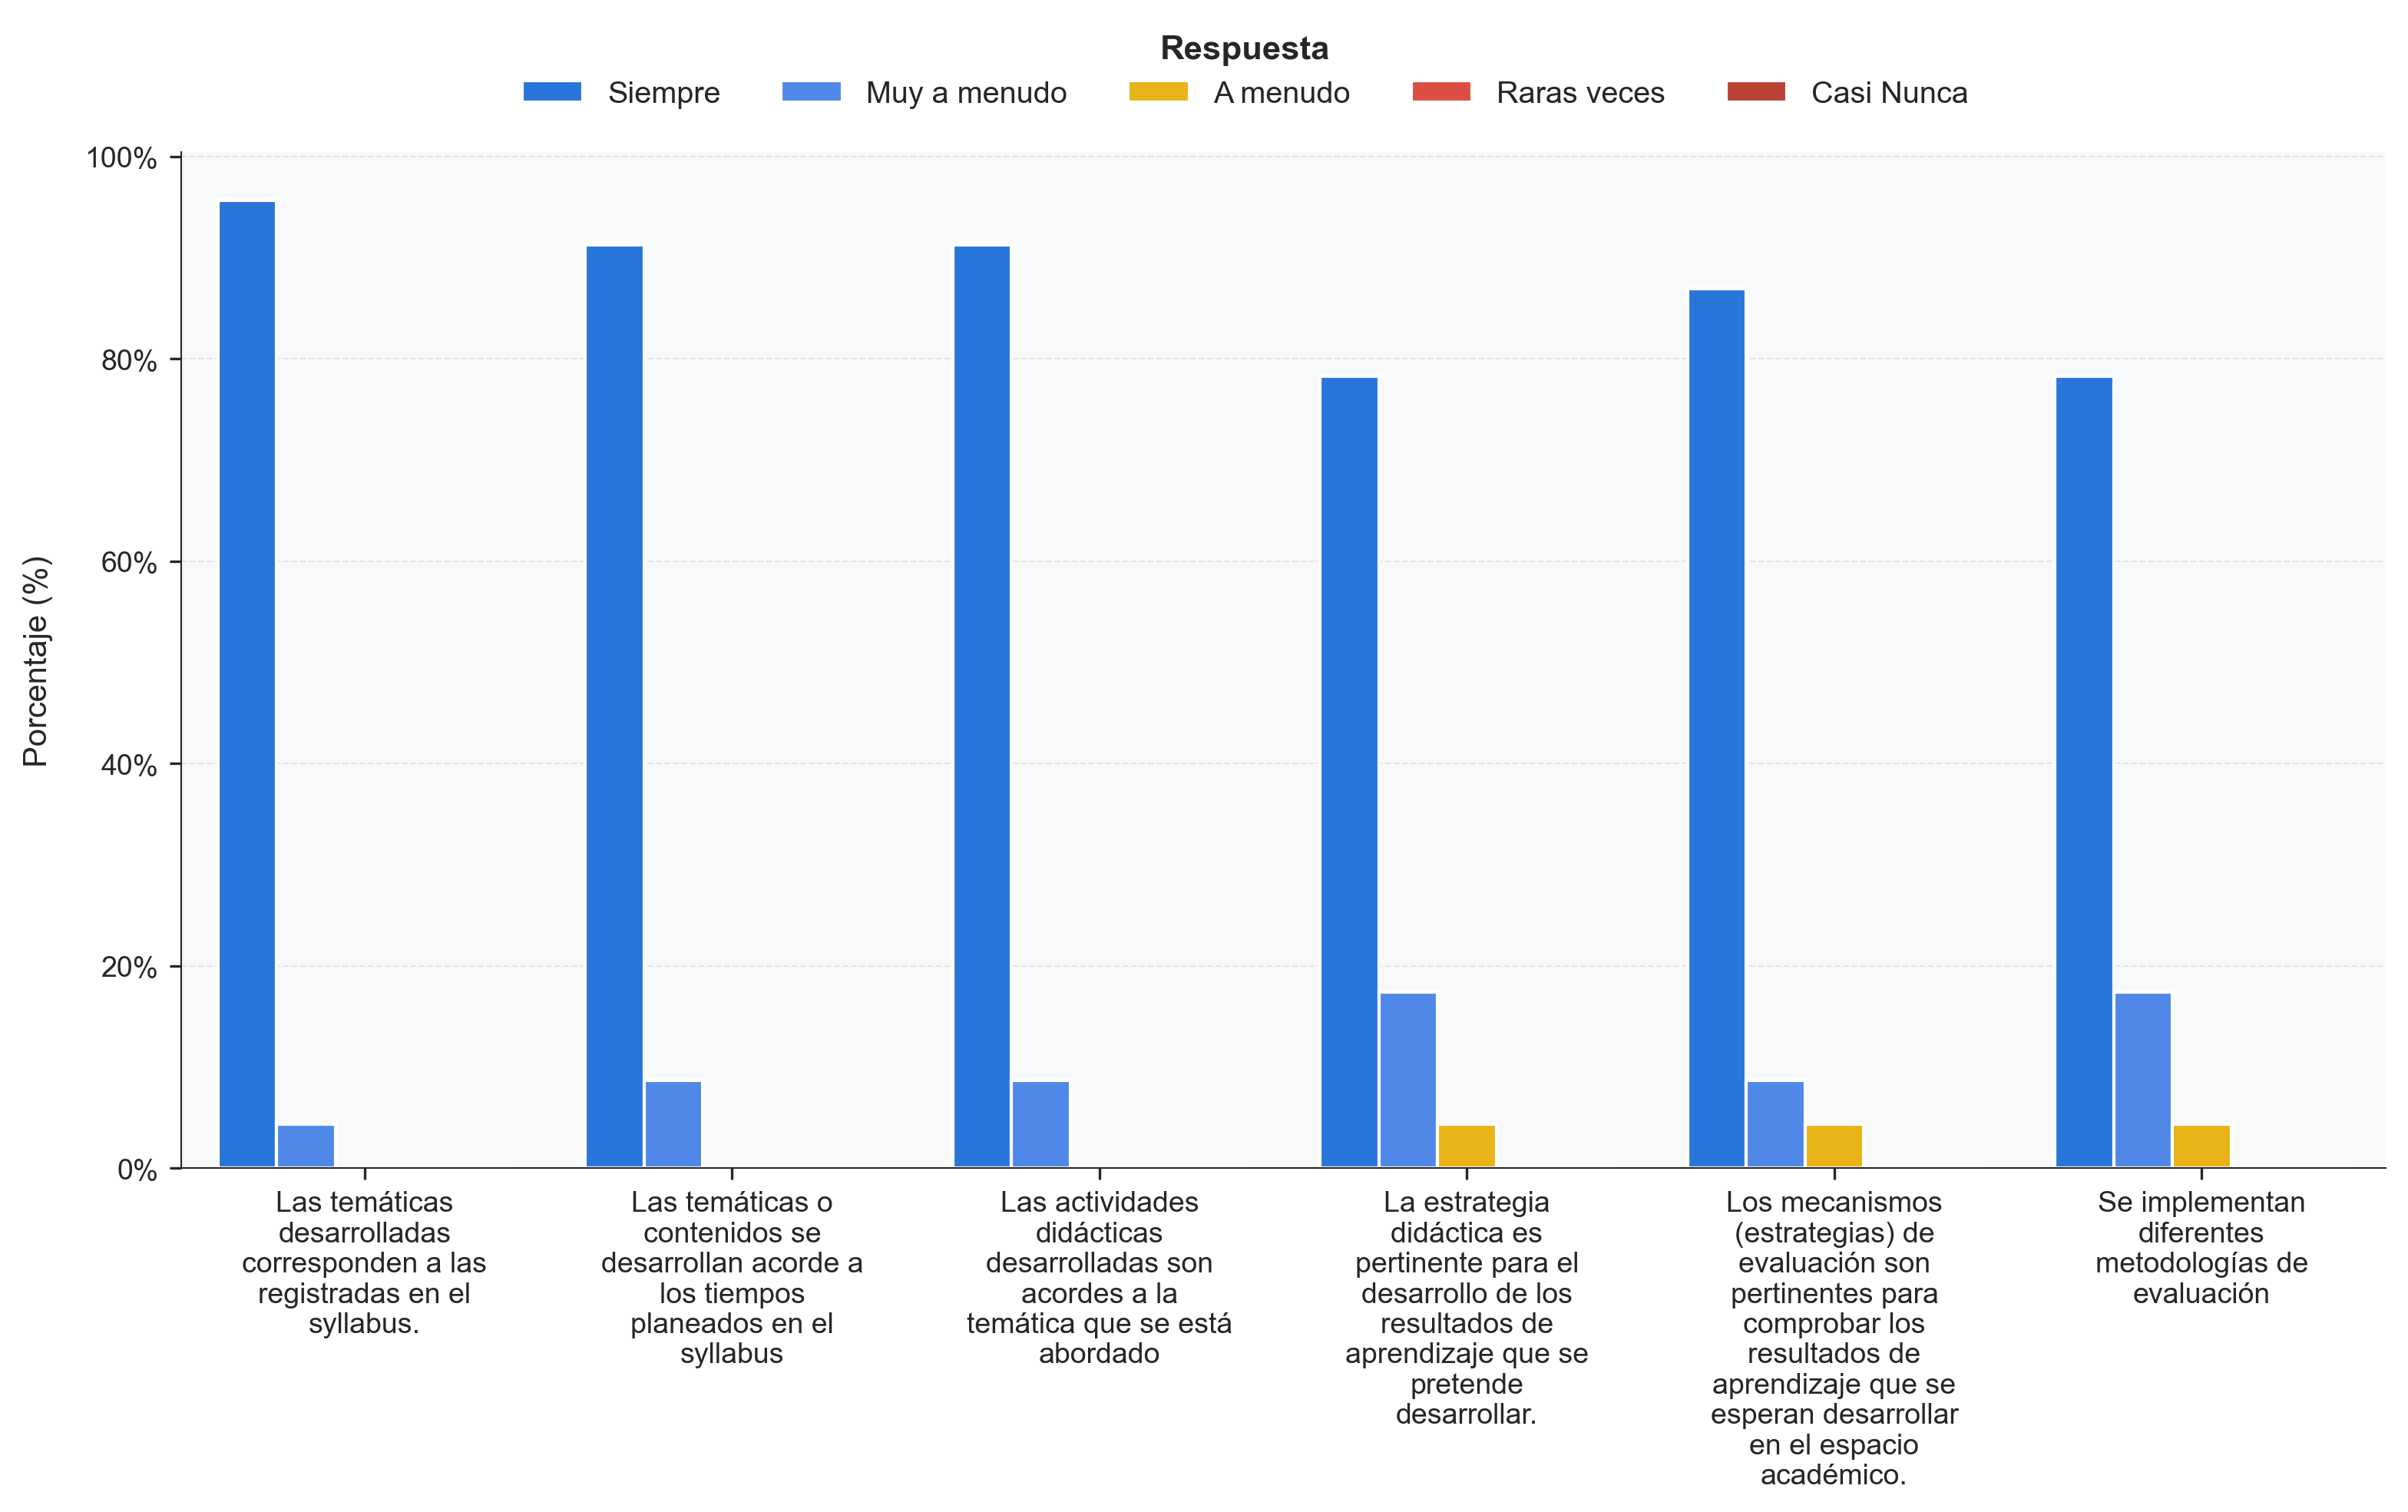 Respuesta
Siempre Muy a menudo A menudo Raras veces Casi Nunca
100%
80%
60%
40%
20%
0%
Porcentaje (%)
Las temáticas
desarrolladas
corresponden a las
registradas en el
syllabus.
Las temáticas o
contenidos se
desarrollan acorde a
los tiempos
planeados en el
syllabus
Las actividades
didácticas
desarrolladas son
acordes a la
temática que se está
abordado
La estrategia
didáctica es
pertinente para el
desarrollo de los
resultados de
aprendizaje que se
pretende
desarrollar.
Los mecanismos
(estrategias) de
evaluación son
pertinentes para
comprobar los
resultados de
aprendizaje que se
esperan desarrollar
en el espacio
académico.
Se implementan
diferentes
metodologías de
evaluación